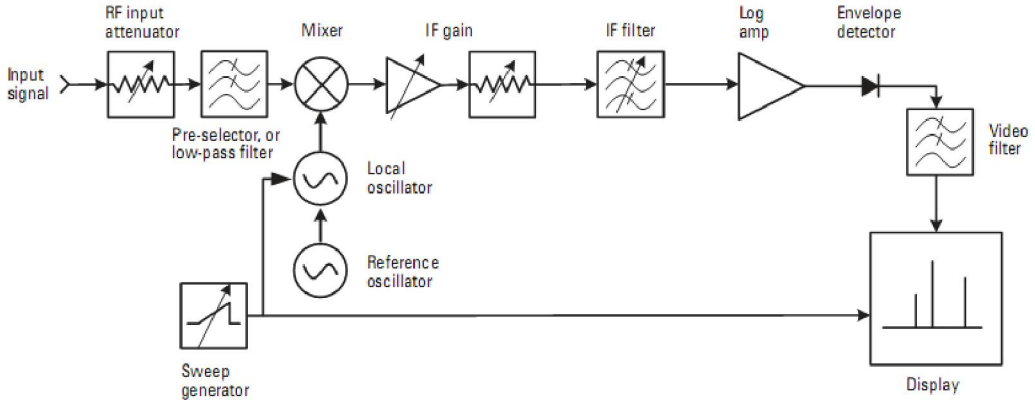 RF input
attenuator
Mixer
IF gain
IF filter
Log
amp
Envelope
detector
Input
signal
Pre-selector, or
low-pass filter
Video
filter
Local
oscillator
Reference
oscillator
Sweep
generator
Display